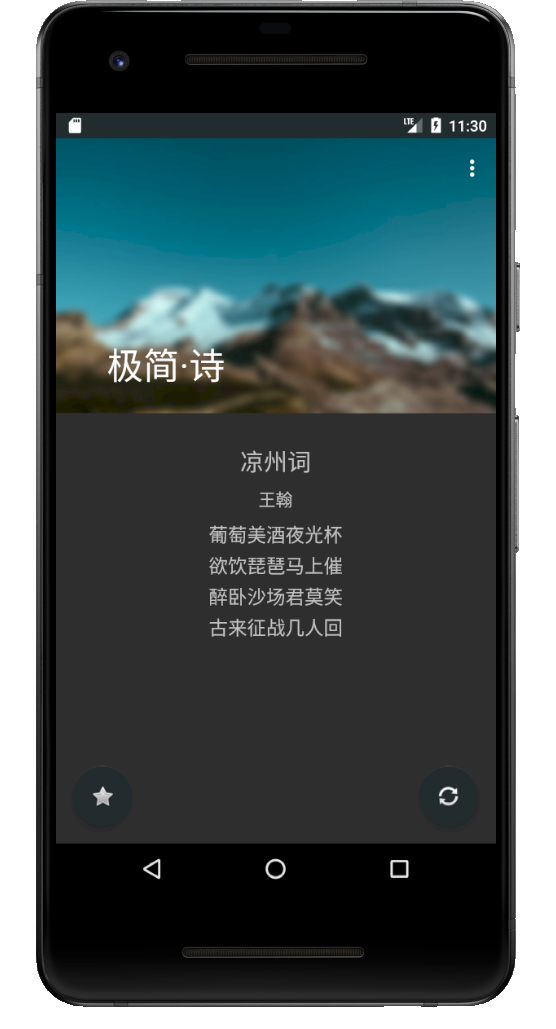 LTE 11:30
极简·诗
凉州词
王翰
葡萄美酒夜光杯
欲饮琵琶马上催
醉卧沙场君莫笑
古来征战几人回